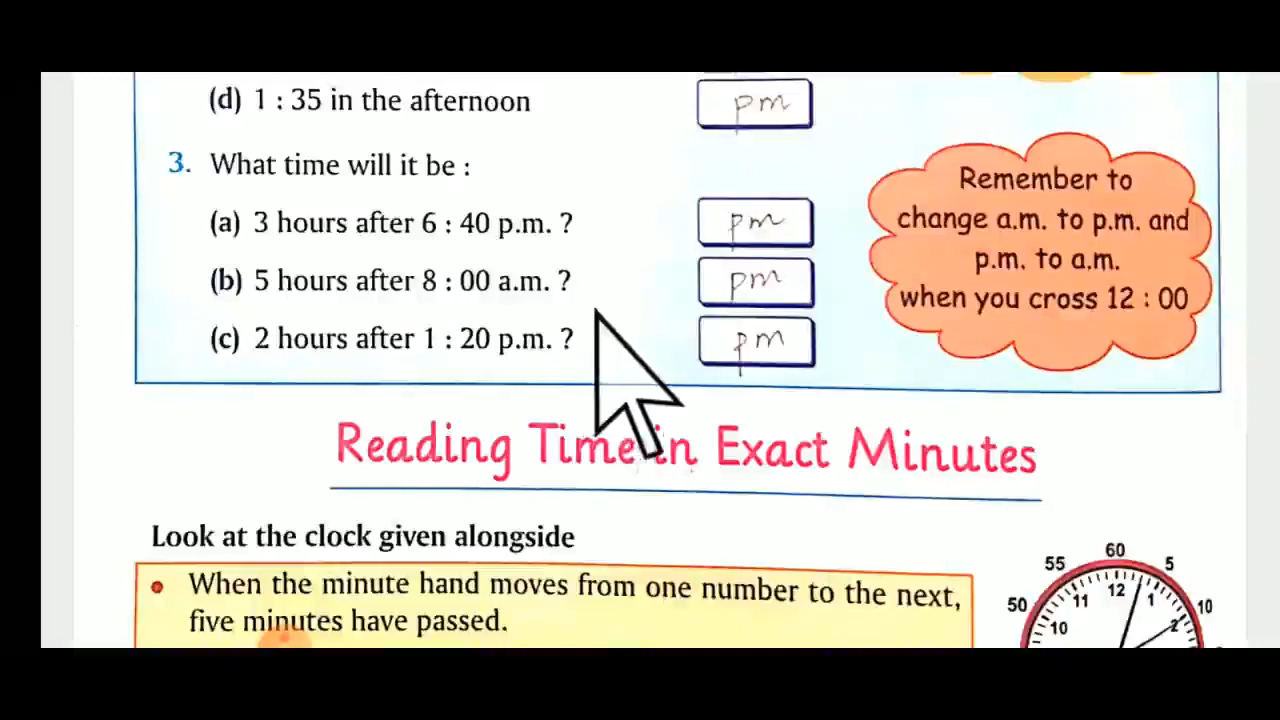 (d) 1 : 35 in the afternoon pm
3. What time will it be :
(a) 3 hours after 6 : 40 p.m. ? pm
(b) 5 hours after 8 : 00 a.m. ? pm
(c) 2 hours after 1 : 20 p.m. ? pm
Remember to
change a.m. to p.m. and
p.m. to a.m.
when you cross 12 : 00
Reading Time in Exact Minutes
Look at the clock given alongside
• When the minute hand moves from one number to the next,
five minutes have passed.
55 60 5
50 10
10 11 12 1 2